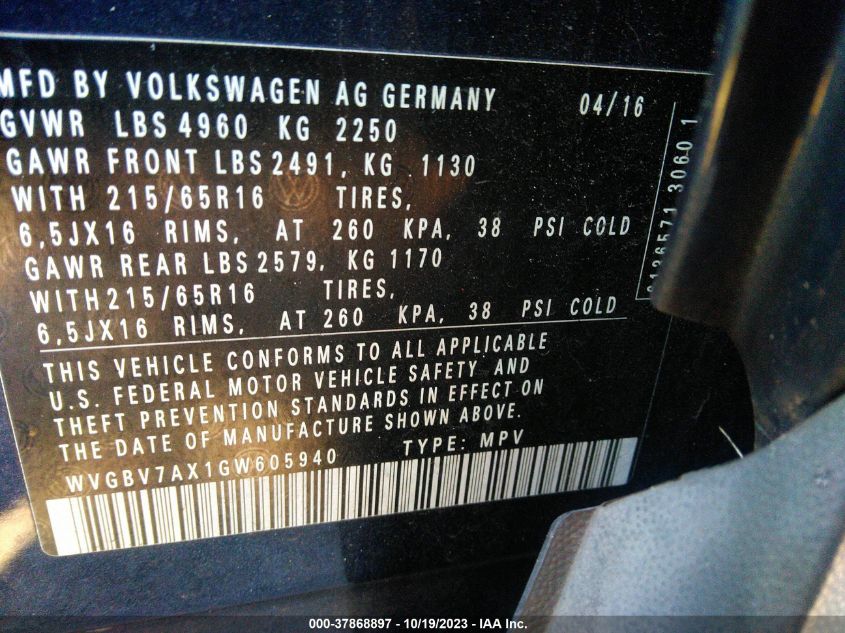 MFD BY VOLKSWAGEN AG GERMANY 04/16
GVWR LBS 4960 KG 2250
GAWR FRONT LBS 2491, KG 1130
WITH 215/65R16 TIRES,
6,5JX16 RIMS, AT 260 KPA, 38 PSI COLD
GAWR REAR LBS 2579, KG 1170
WITH 215/65R16 TIRES,
6,5JX16 RIMS, AT 260 KPA, 38 PSI COLD
THIS VEHICLE CONFORMS TO ALL APPLICABLE
U.S. FEDERAL MOTOR VEHICLE SAFETY AND
THEFT PREVENTION STANDARDS IN EFFECT ON
THE DATE OF MANUFACTURE SHOWN ABOVE.
WVGBV7AX1GW605940 TYPE: MPV
3060 1
000-37868897 - 10/19/2023 - IAA Inc.